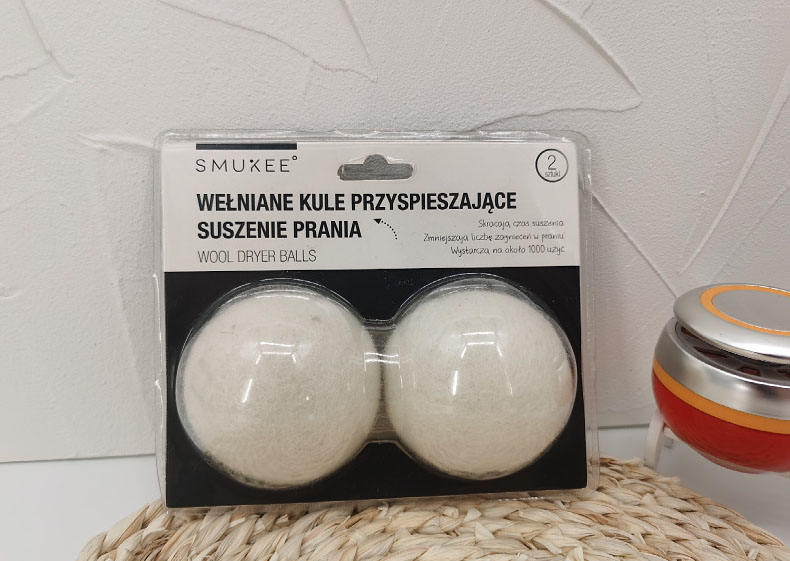 SMUKEE°
2
sztuki
WEŁNIANE KULE PRZYSPIESZAJĄCE
SUSZENIE PRANIA
WOOL DRYER BALLS
Skracają czas suszenia
Zmniejszają liczbę zagnieceń w praniu
Wystarczą na około 1000 użyć